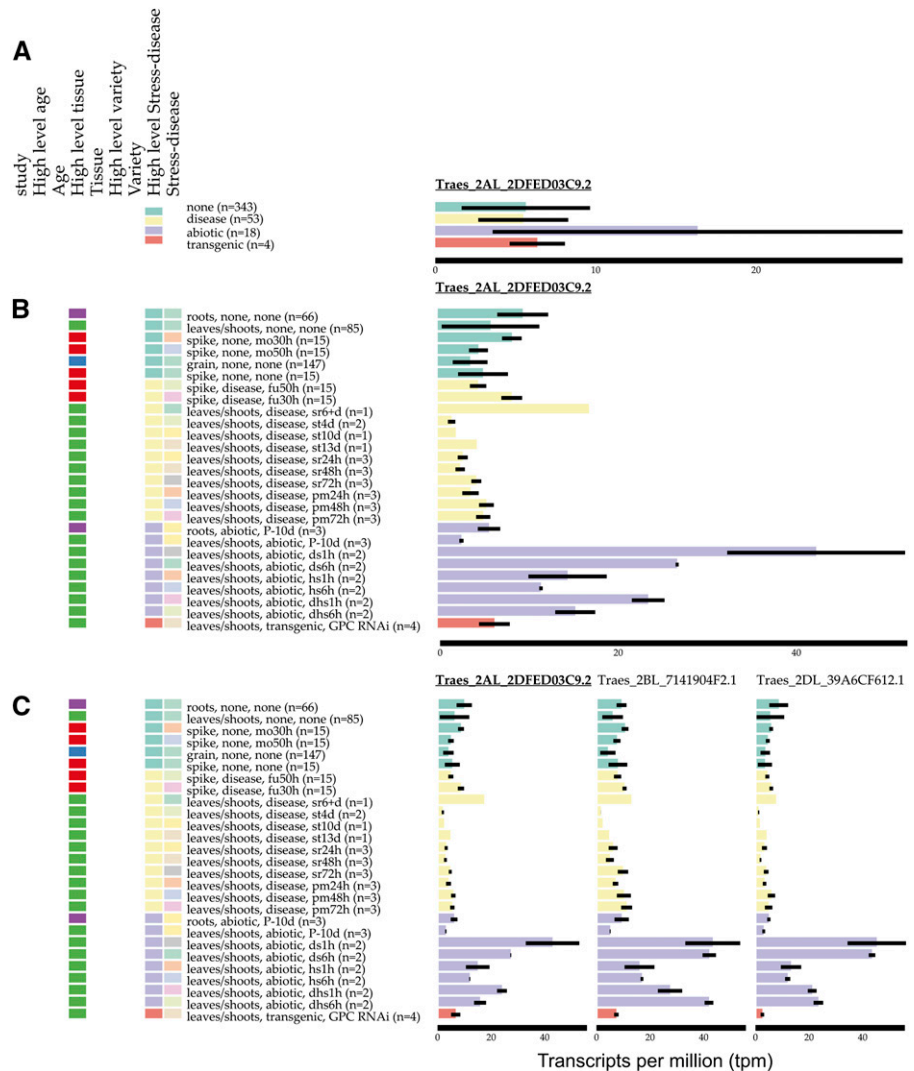 A
study
High level age
Age
High level tissue
Tissue
High level variety
Variety
High level Stress-disease
Stress-disease
none (n=343)
disease (n=53)
abiotic (n=18)
transgenic (n=4)
Traes_2AL_2DFED03C9.2
0 10 20
B
Traes_2AL_2DFED03C9.2
roots, none, none (n=66)
leaves/shoots, none, none (n=85)
spike, none, mo30h (n=15)
spike, none, mo50h (n=15)
grain, none, none (n=147)
spike, none, none (n=15)
spike, disease, fu50h (n=15)
spike, disease, fu30h (n=15)
leaves/shoots, disease, sr6+d (n=1)
leaves/shoots, disease, st4d (n=2)
leaves/shoots, disease, st10d (n=1)
leaves/shoots, disease, st13d (n=1)
leaves/shoots, disease, sr24h (n=3)
leaves/shoots, disease, sr48h (n=3)
leaves/shoots, disease, sr72h (n=3)
leaves/shoots, disease, pm24h (n=3)
leaves/shoots, disease, pm48h (n=3)
leaves/shoots, disease, pm72h (n=3)
roots, abiotic, P-10d (n=3)
leaves/shoots, abiotic, P-10d (n=3)
leaves/shoots, abiotic, ds1h (n=2)
leaves/shoots, abiotic, ds6h (n=2)
leaves/shoots, abiotic, hs1h (n=2)
leaves/shoots, abiotic, hs6h (n=2)
leaves/shoots, abiotic, dhs1h (n=2)
leaves/shoots, abiotic, dhs6h (n=2)
leaves/shoots, transgenic, GPC RNAi (n=4)
0 20 40
C
Traes_2AL_2DFED03C9.2 Traes_2BL_7141904F2.1 Traes_2DL_39A6CF612.1
roots, none, none (n=66)
leaves/shoots, none, none (n=85)
spike, none, mo30h (n=15)
spike, none, mo50h (n=15)
grain, none, none (n=147)
spike, none, none (n=15)
spike, disease, fu50h (n=15)
spike, disease, fu30h (n=15)
leaves/shoots, disease, sr6+d (n=1)
leaves/shoots, disease, st4d (n=2)
leaves/shoots, disease, st10d (n=1)
leaves/shoots, disease, st13d (n=1)
leaves/shoots, disease, sr24h (n=3)
leaves/shoots, disease, sr48h (n=3)
leaves/shoots, disease, sr72h (n=3)
leaves/shoots, disease, pm24h (n=3)
leaves/shoots, disease, pm48h (n=3)
leaves/shoots, disease, pm72h (n=3)
roots, abiotic, P-10d (n=3)
leaves/shoots, abiotic, P-10d (n=3)
leaves/shoots, abiotic, ds1h (n=2)
leaves/shoots, abiotic, ds6h (n=2)
leaves/shoots, abiotic, hs1h (n=2)
leaves/shoots, abiotic, hs6h (n=2)
leaves/shoots, abiotic, dhs1h (n=2)
leaves/shoots, abiotic, dhs6h (n=2)
leaves/shoots, transgenic, GPC RNAi (n=4)
0 20 40 0 20 40 0 20 40
Transcripts per million (tpm)